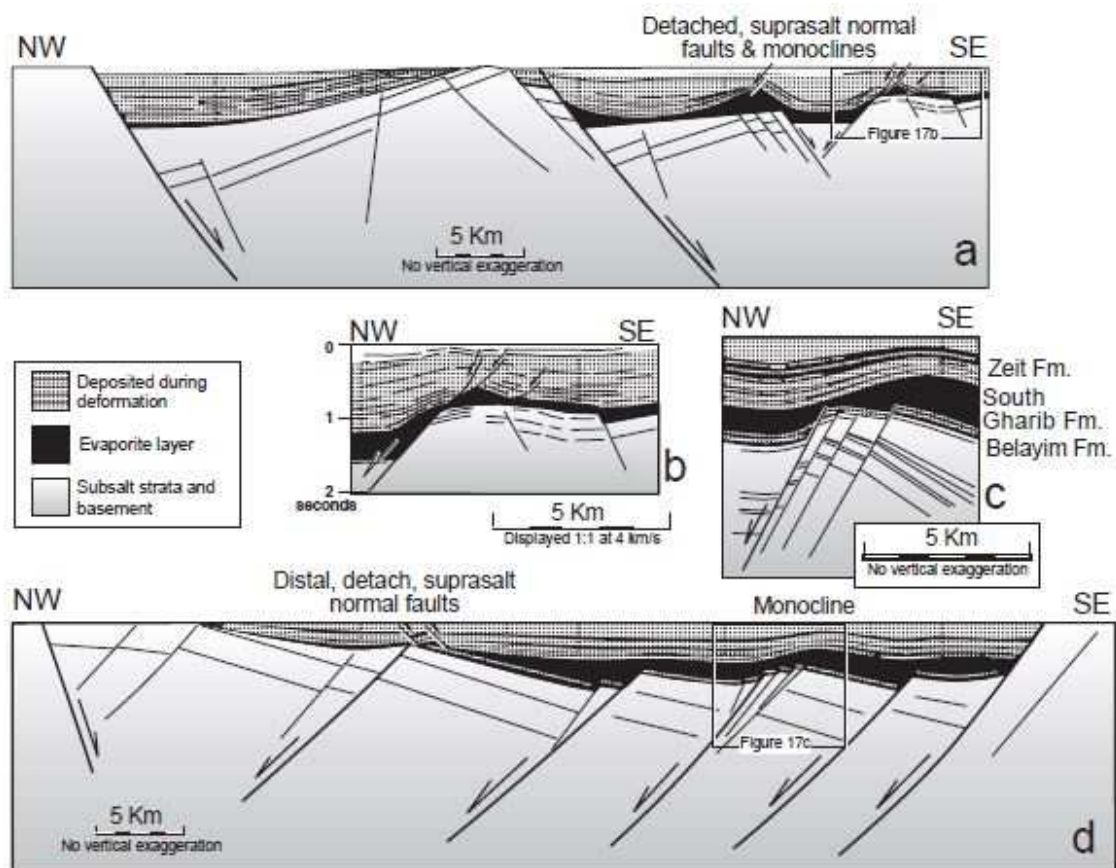 NW
Detached, suprasalt normal
faults & monoclines
SE
Figure 17b
5 Km
No vertical exaggeration
a
Deposited during
deformation
Evaporite layer
Subsalt strata and
basement
NW
SE
0
1
2
seconds
b
5 Km
Displayed 1:1 at 4 km/s
NW
SE
Zeit Fm.
South
Gharib Fm.
Belayim Fm.
c
5 Km
No vertical exaggeration
NW
Distal, detach, suprasalt
normal faults
Monocline
SE
Figure 17c
5 Km
No vertical exaggeration
d